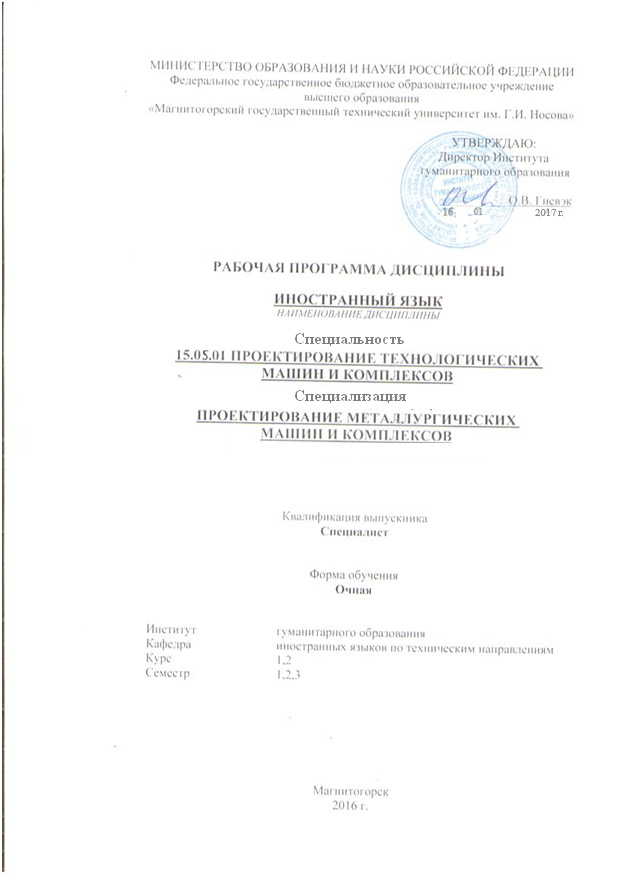 МИНИСТЕРСТВО ОБРАЗОВАНИЯ И НАУКИ РОССИЙСКОЙ ФЕДЕРАЦИИ
Федеральное государственное бюджетное образовательное учреждение
высшего образования
«Магнитогорский государственный технический университет им. Г.И. Носова»
УТВЕРЖДАЮ:
Директор Института
гуманитарного образования
О.В. Гневэк
16 01 2017 г.
РАБОЧАЯ ПРОГРАММА ДИСЦИПЛИНЫ
ИНОСТРАННЫЙ ЯЗЫК
НАИМЕНОВАНИЕ ДИСЦИПЛИНЫ
Специальность
15.05.01 ПРОЕКТИРОВАНИЕ ТЕХНОЛОГИЧЕСКИХ
МАШИН И КОМПЛЕКСОВ
Специализация
ПРОЕКТИРОВАНИЕ МЕТАЛЛУРГИЧЕСКИХ
МАШИН И КОМПЛЕКСОВ
Квалификация выпускника
Специалист
Форма обучения
Очная
Институт гуманитарного образования
Кафедра иностранных языков по техническим направлениям
Курс 1,2
Семестр 1,2,3
Магнитогорск
2016 г.